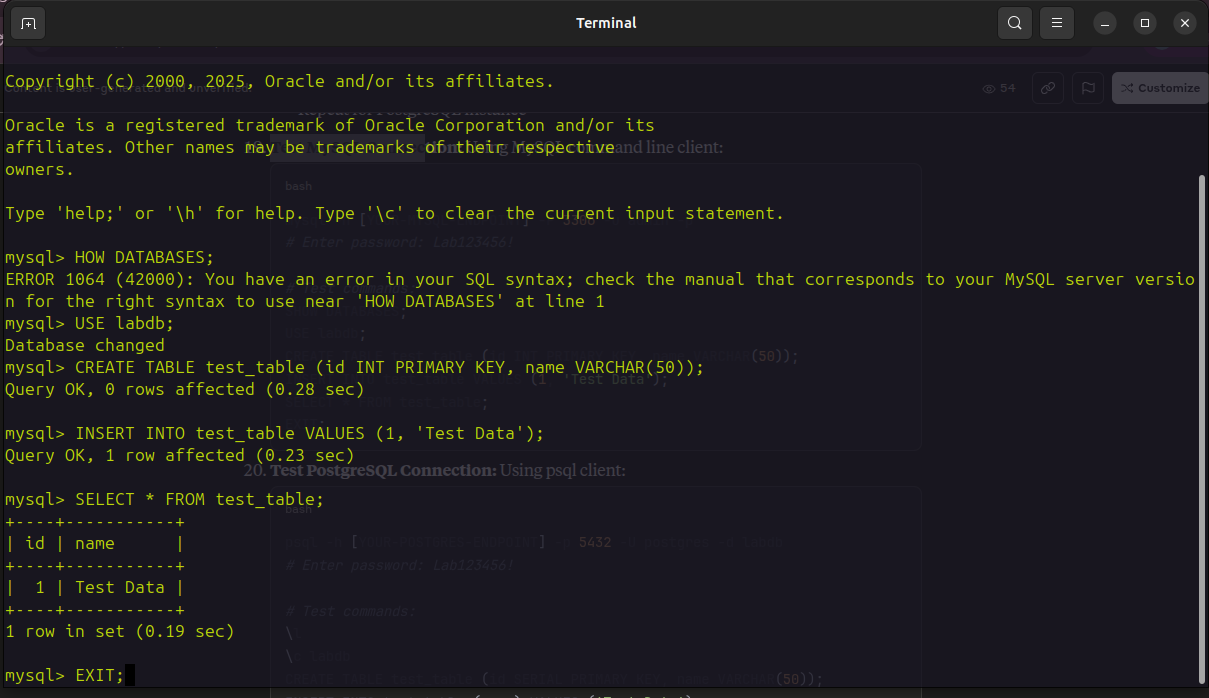 Terminal
Copyright (c) 2000, 2025, Oracle and/or its affiliates.
54
Customize
Oracle is a registered trademark of Oracle Corporation and/or its
affiliates. Other names may be trademarks of their respective
owners.
Using MySQL command line client:
bash
Type 'help;' or '\h' for help. Type '\c' to clear the current input statement.
# Enter password: Lab123456!
mysql> HOW DATABASES;
ERROR 1064 (42000): You have an error in your SQL syntax; check the manual that corresponds to your MySQL server versio
n for the right syntax to use near 'HOW DATABASES' at line 1
mysql> USE labdb;
Database changed
mysql> CREATE TABLE test_table (id INT PRIMARY KEY, name VARCHAR(50));
Query OK, 0 rows affected (0.28 sec)
mysql> INSERT INTO test_table VALUES (1, 'Test Data');
Query OK, 1 row affected (0.23 sec)
20. Test PostgreSQL Connection: Using psql client:
mysql> SELECT * FROM test_table;
bash
+----+-----------+
| id | name      |
+----+-----------+
5432
# Enter password: Lab123456!
|  1 | Test Data |
+----+-----------+
# Test commands:
1 row in set (0.19 sec)
mysql> EXIT;